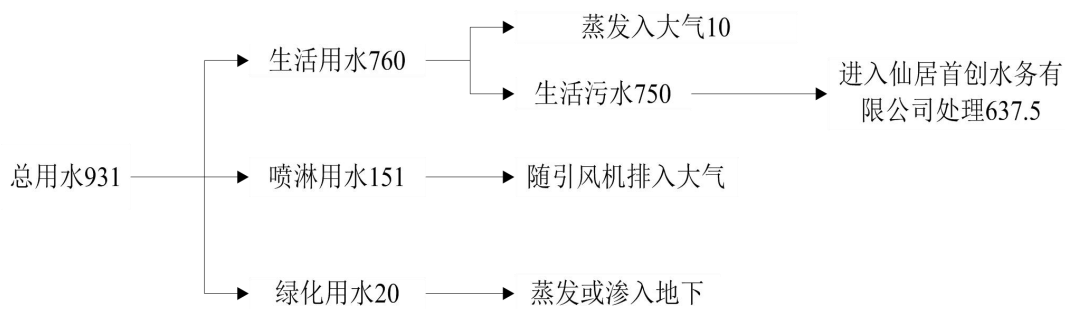 蒸发入大气10
生活用水760
生活污水750
进入仙居首创水务有
限公司处理637.5
总用水931
喷淋用水151
随引风机排入大气
绿化用水20
蒸发或渗入地下